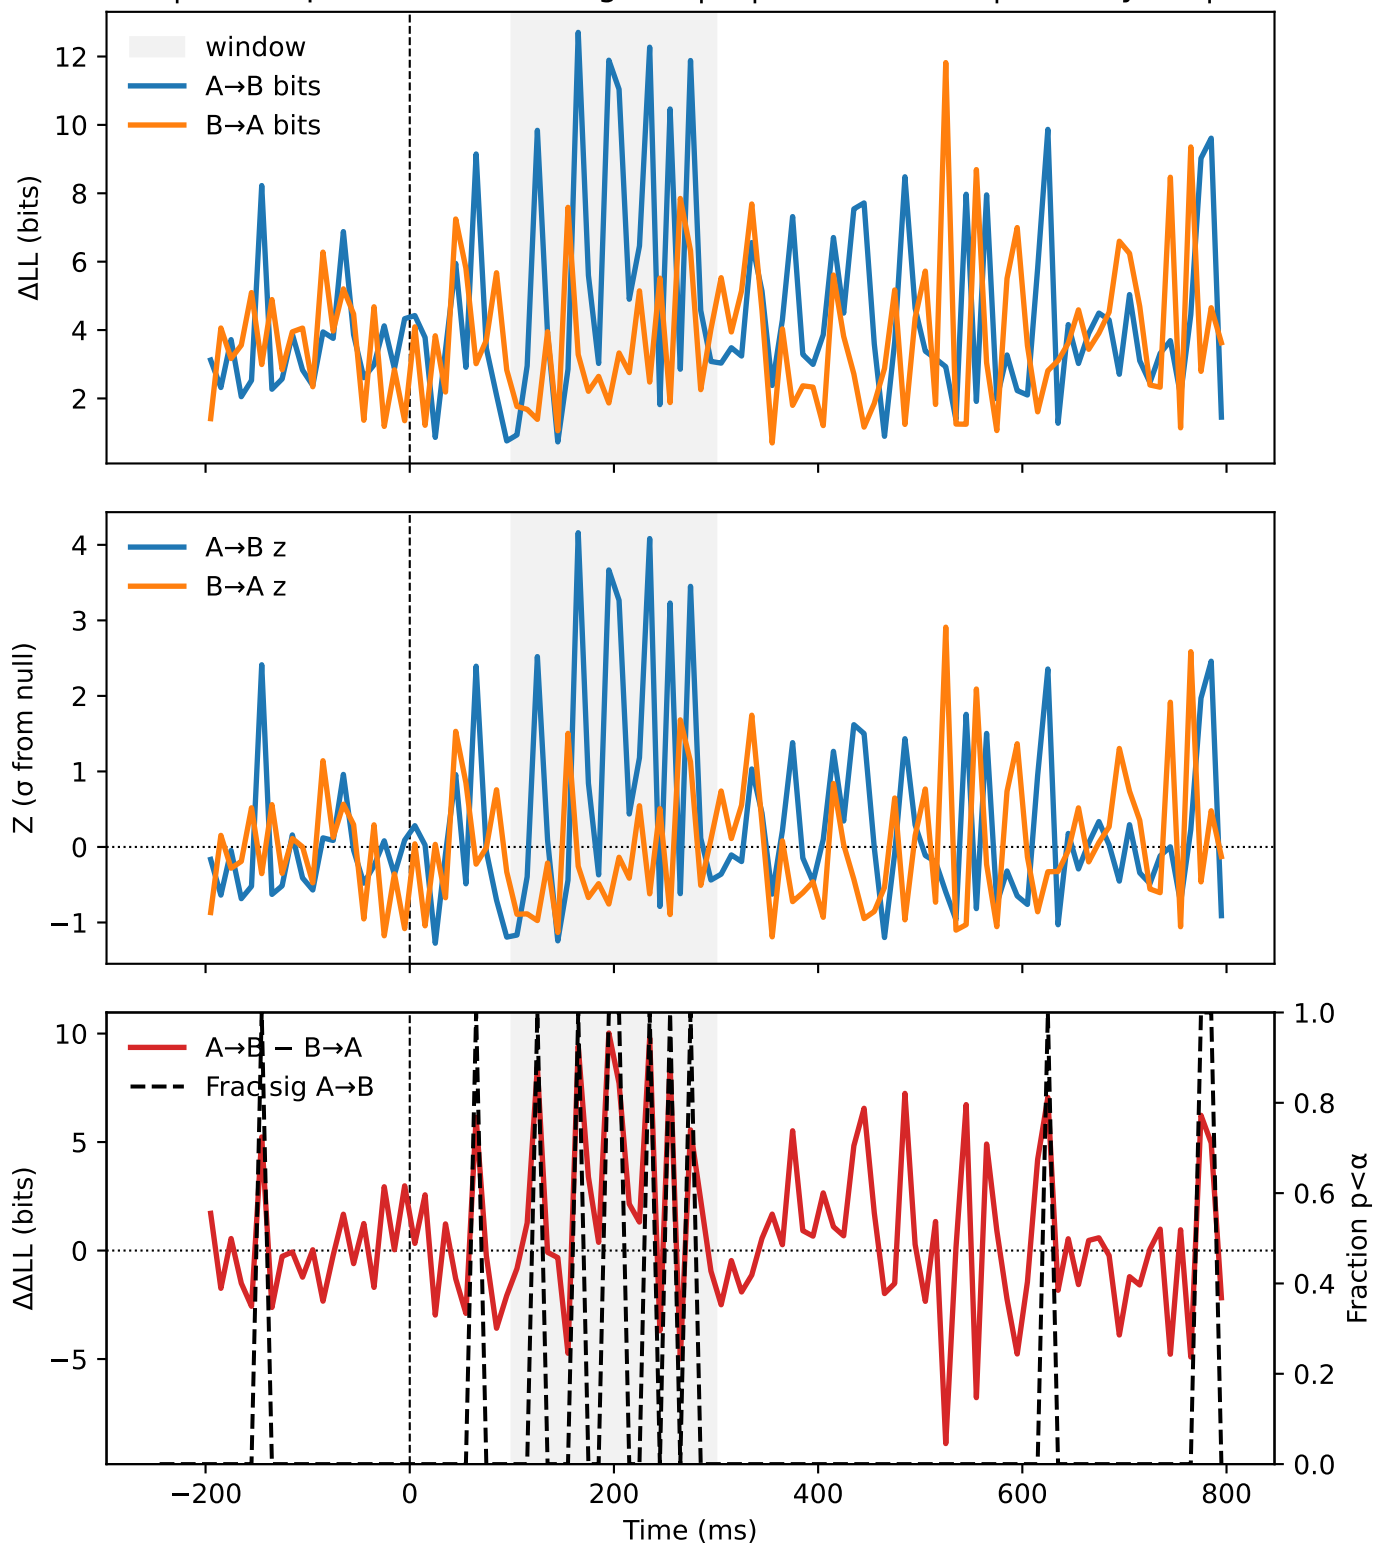 window
A→B bits
B→A bits
ΔLL (bits)
12
10
8
6
4
2
A→B z
B→A z
Z (σ from null)
4
3
2
1
0
−1
A→B − B→A
Frac sig A→B
ΔΔLL (bits)
10
5
0
−5
1.0
0.8
0.6
0.4
0.2
0.0
Fraction p<α
−200
0
200
400
600
800
Time (ms)